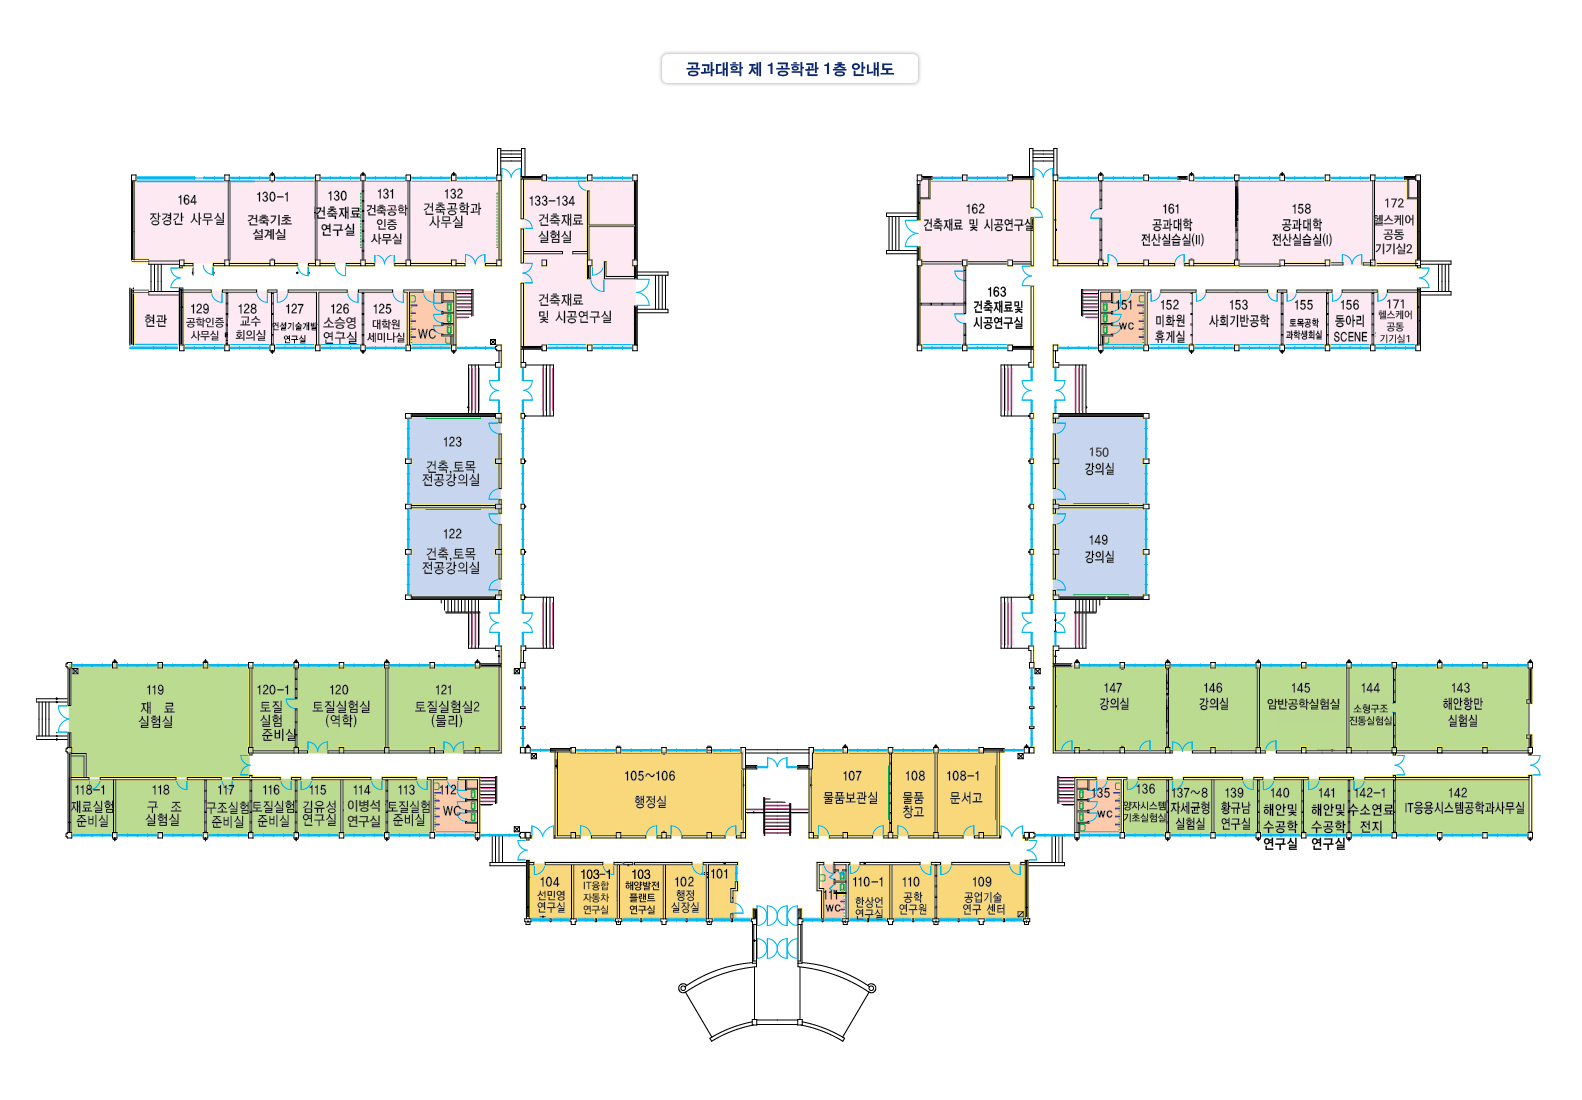 공과대학 제 1공학관 1층 안내도
164
장경간 사무실
130-1
건축기초
설계실
130
건축재료
연구실
131
건축공학
인증
사무실
132
건축공학과
사무실
133-134
건축재료
실험실
건축재료
및 시공연구실
현관
129
공학인증
사무실
128
교수
회의실
127
건설기술개발
연구실
126
소승영
연구실
125
대학원
세미나실
WC
162
건축재료 및 시공연구실
163
건축재료및
시공연구실
161
공과대학
전산실습실(II)
158
공과대학
전산실습실(I)
172
헬스케어
공동
기기실2
151
WC
152
미화원
휴게실
153
사회기반공학
155
토목공학
과학생회실
156
동아리
SCENE
171
헬스케어
공동
기기실1
123
건축,토목
전공강의실
122
건축,토목
전공강의실
150
강의실
149
강의실
119
재 료
실험실
120-1
토질
실험
준비실
120
토질실험실
(역학)
121
토질실험실2
(물리)
118-1
재료실험
준비실
118
구 조
실험실
117
구조실험
준비실
116
토질실험
준비실
115
김유성
연구실
114
이병석
연구실
113
토질실험
준비실
112
WC
105~106
행정실
107
물품보관실
108
물품
창고
108-1
문서고
104
선민영
연구실
103-1
IT융합
자동차
연구실
103
해양발전
플랜트
연구실
102
행정
실장실
101
111
WC
110-1
한상언
연구실
110
공학
연구원
109
공업기술
연구 센터
147
강의실
146
강의실
145
암반공학실험실
144
소형구조
진동실험실
143
해안항만
실험실
135
WC
136
양자시스템
기초실험실
137~8
자세균형
실험실
139
황규남
연구실
140
해안및
수공학
연구실
141
해안및
수공학
연구실
142-1
수소연료
전지
142
IT응용시스템공학과사무실